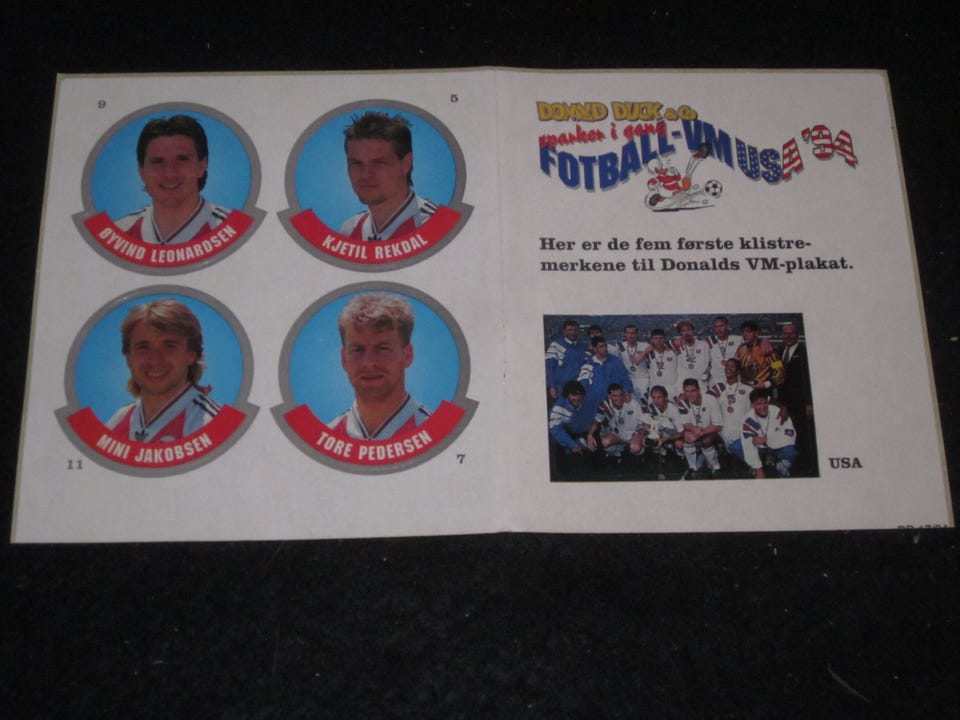 9
5
ØYVIND LEONARDSEN
KJETIL REKDAL
MINI JAKOBSEN
TORE PEDERSEN
11
7
DONALD DUCK & Co
sparker i gang
FOTBALL-VM USA '94
Her er de fem første klistre-
merkene til Donalds VM-plakat.
USA